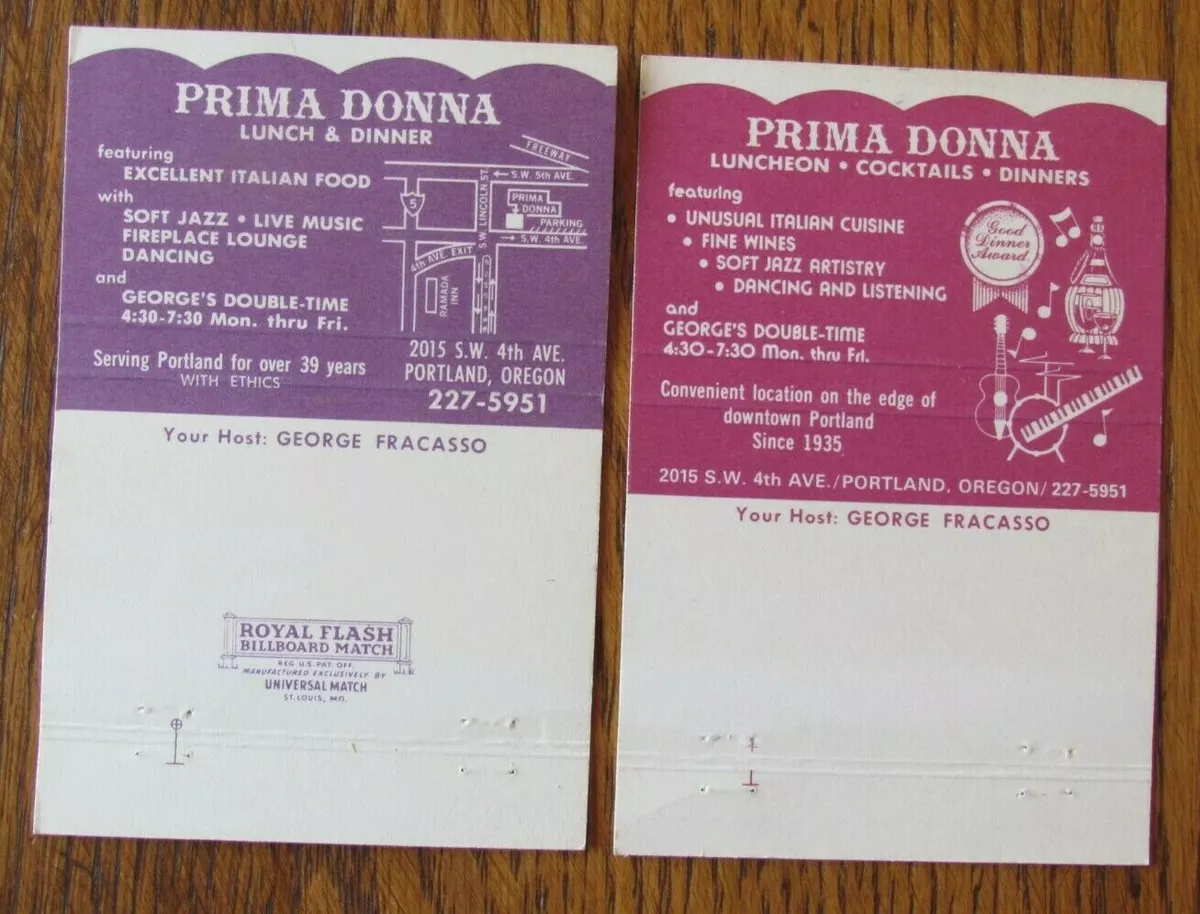 PRIMA DONNA
LUNCH & DINNER
featuring
EXCELLENT ITALIAN FOOD
with
SOFT JAZZ • LIVE MUSIC
FIREPLACE LOUNGE
DANCING
and
GEORGE'S DOUBLE-TIME
4:30-7:30 Mon. thru Fri.
Serving Portland for over 39 years
WITH ETHICS
FREEWAY
← S.W. 5th AVE.
5
S.W. LINCOLN ST.
PRIMA
DONNA
PARKING
→ S.W. 4th AVE.
4th AVE EXIT
RAMADA
INN
2015 S.W. 4th AVE.
PORTLAND, OREGON
227-5951
Your Host: GEORGE FRACASSO
ROYAL FLASH
BILLBOARD MATCH
REG. U.S. PAT. OFF.
MANUFACTURED EXCLUSIVELY BY
UNIVERSAL MATCH
ST. LOUIS, MO.
PRIMA DONNA
LUNCHEON • COCKTAILS • DINNERS
featuring
• UNUSUAL ITALIAN CUISINE
• FINE WINES
• SOFT JAZZ ARTISTRY
• DANCING AND LISTENING
Good
Dinner
Award
and
GEORGE'S DOUBLE-TIME
4:30-7:30 Mon. thru Fri.
Convenient location on the edge of
downtown Portland
Since 1935
2015 S.W. 4th AVE./PORTLAND, OREGON/ 227-5951
Your Host: GEORGE FRACASSO